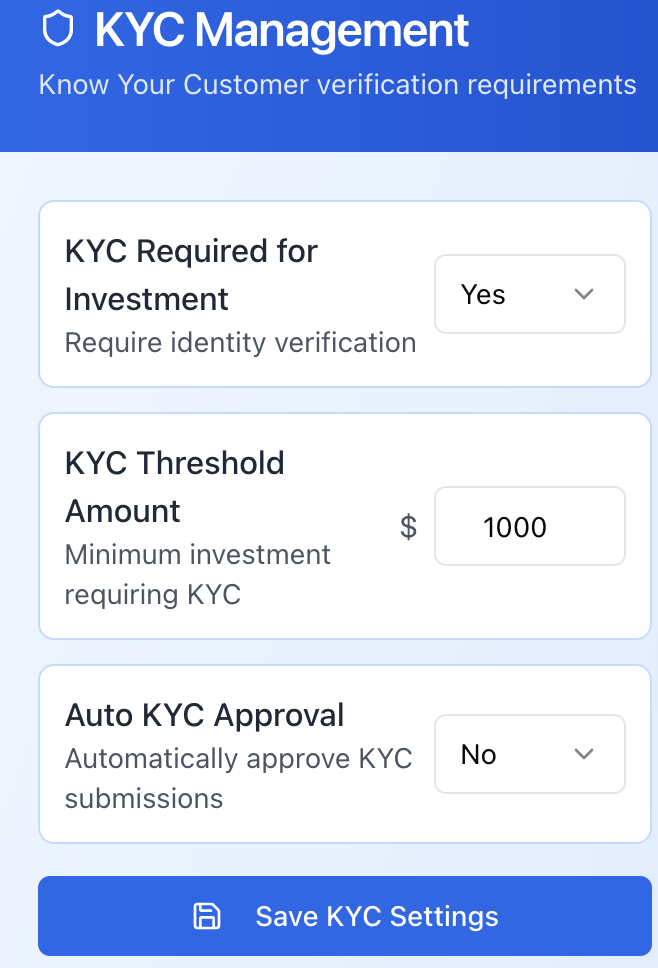 KYC Management
Know Your Customer verification requirements
KYC Required for
Investment
Require identity verification
Yes
KYC Threshold
Amount
Minimum investment
requiring KYC
$ 1000
Auto KYC Approval
Automatically approve KYC
submissions
No
Save KYC Settings